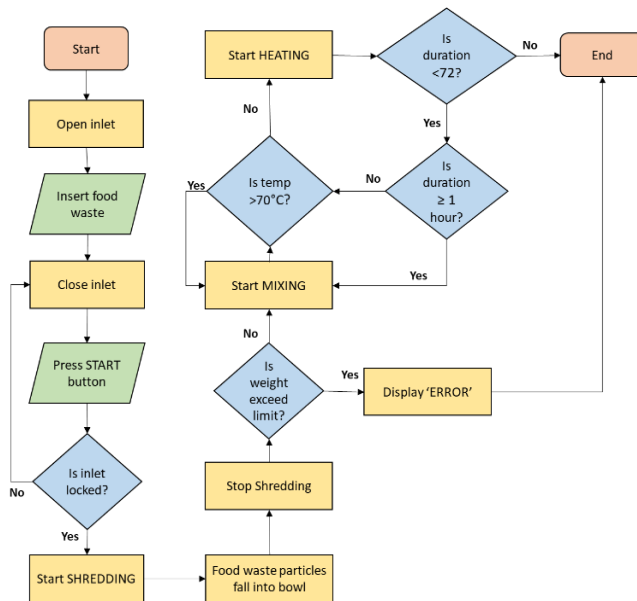 Start
Open inlet
Insert food
waste
Close inlet
Press START
button
Is inlet
locked?
No
Yes
Start SHREDDING
Food waste particles
fall into bowl
Stop Shredding
Is
weight
exceed
limit?
Yes
Display ‘ERROR’
No
Start MIXING
Is temp
>70°C?
Yes
No
Start HEATING
Is
duration
<72?
No
End
Yes
Is
duration
≥ 1
hour?
No
Yes